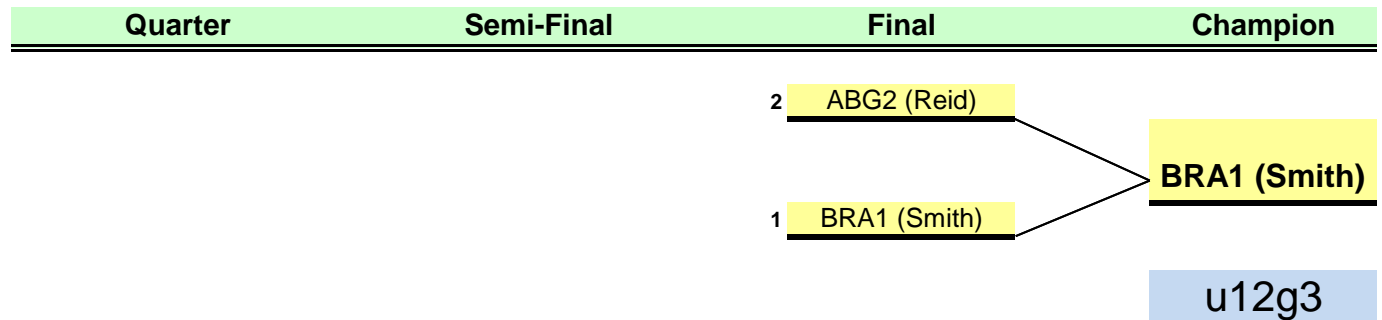 Quarter Semi-Final Final Champion
2 ABG2 (Reid)
BRA1 (Smith)
1 BRA1 (Smith)
u12g3